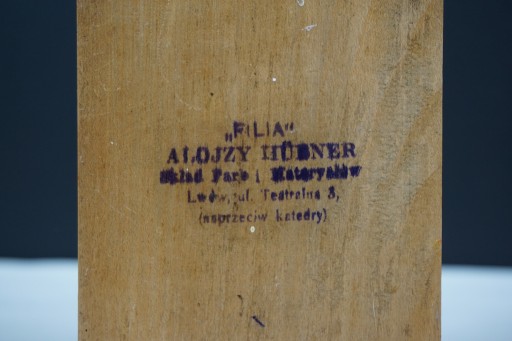 „FILIA“
ALOJZY HÜBNER
Skład Farb i Materyałów
Lwów, ul. Teatralna 3,
(naprzeciw katedry)